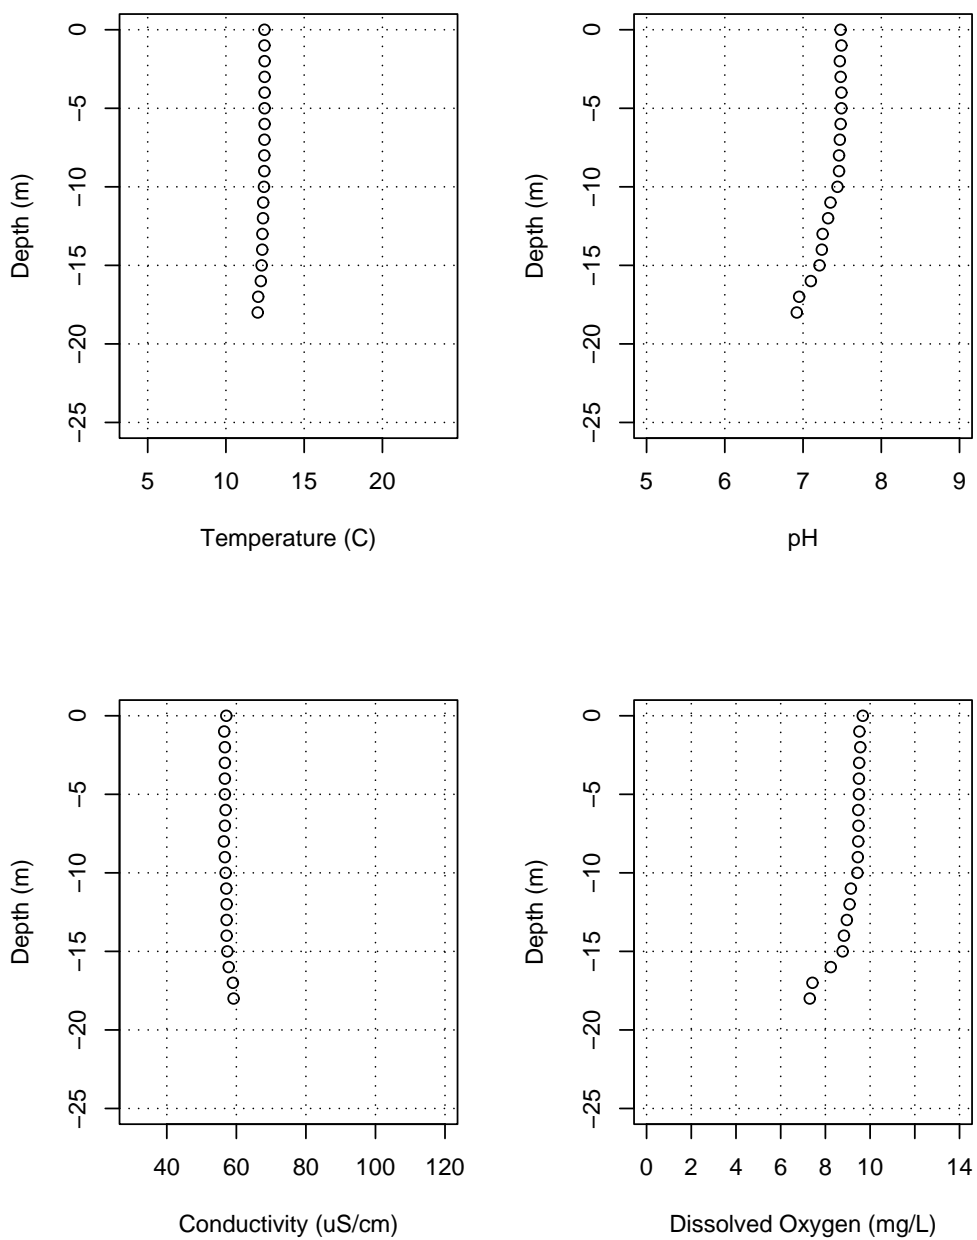 0
−5
−10
−15
−20
−25
Depth (m)
5 10 15 20
Temperature (C)
0
−5
−10
−15
−20
−25
Depth (m)
5 6 7 8 9
pH
0
−5
−10
−15
−20
−25
Depth (m)
40 60 80 100 120
Conductivity (uS/cm)
0
−5
−10
−15
−20
−25
Depth (m)
0 2 4 6 8 10 14
Dissolved Oxygen (mg/L)